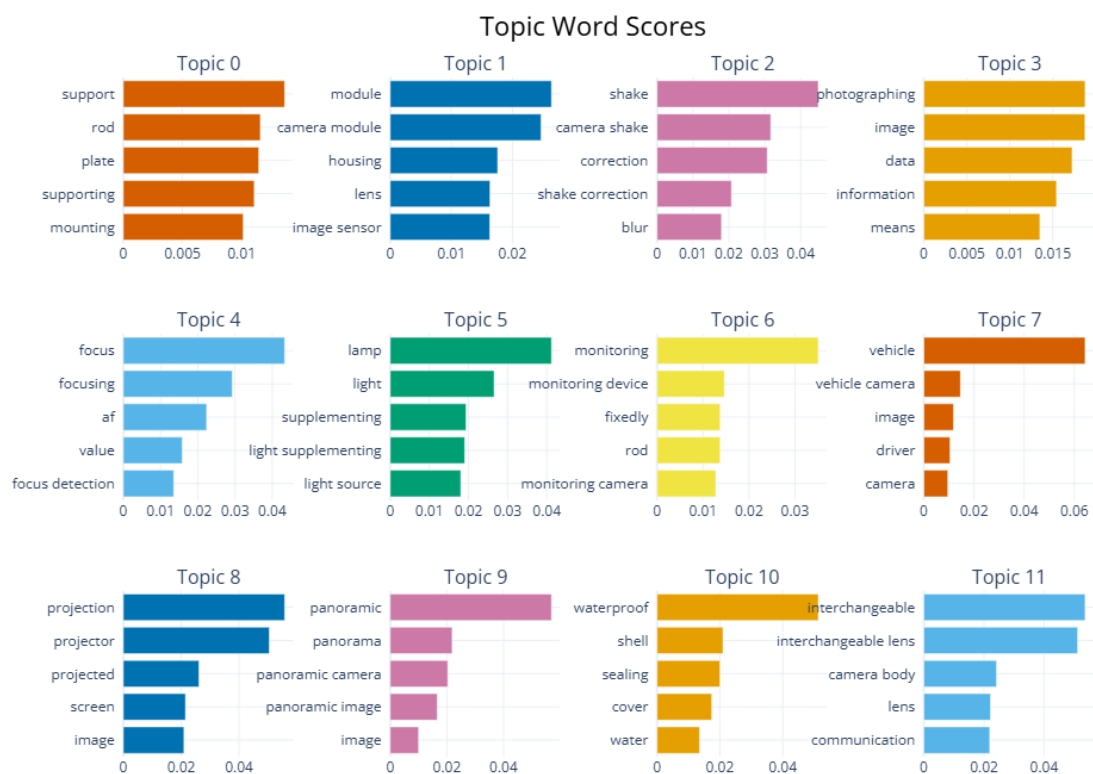 Topic Word Scores
Topic 0
support
rod
plate
supporting
mounting
0 0.005 0.01
Topic 1
module
camera module
housing
lens
image sensor
0 0.01 0.02
Topic 2
shake
camera shake
correction
shake correction
blur
0 0.01 0.02 0.03 0.04
Topic 3
photographing
image
data
information
means
0 0.005 0.01 0.015
Topic 4
focus
focusing
af
value
focus detection
0 0.01 0.02 0.03 0.04
Topic 5
lamp
light
supplementing
light supplementing
light source
0 0.01 0.02 0.03 0.04
Topic 6
monitoring
monitoring device
fixedly
rod
monitoring camera
0 0.01 0.02 0.03
Topic 7
vehicle
vehicle camera
image
driver
camera
0 0.02 0.04 0.06
Topic 8
projection
projector
projected
screen
image
0 0.02 0.04
Topic 9
panoramic
panorama
panoramic camera
panoramic image
image
0 0.02 0.04
Topic 10
waterproof
shell
sealing
cover
water
0 0.02 0.04
Topic 11
interchangeable
interchangeable lens
camera body
lens
communication
0 0.02 0.04